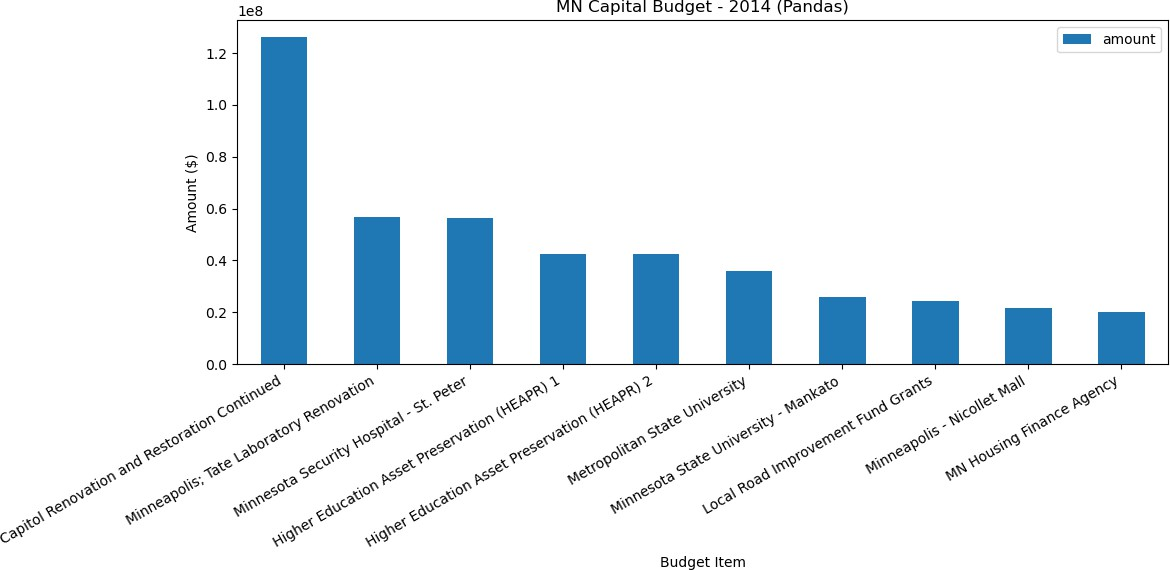 MN Capital Budget - 2014 (Pandas)
1e8
amount
1.2
1.0
0.8
0.6
0.4
0.2
0.0
Amount ($)
Capitol Renovation and Restoration Continued
Minneapolis; Tate Laboratory Renovation
Minnesota Security Hospital - St. Peter
Higher Education Asset Preservation (HEAPR) 1
Higher Education Asset Preservation (HEAPR) 2
Metropolitan State University
Minnesota State University - Mankato
Local Road Improvement Fund Grants
Minneapolis - Nicollet Mall
MN Housing Finance Agency
Budget Item